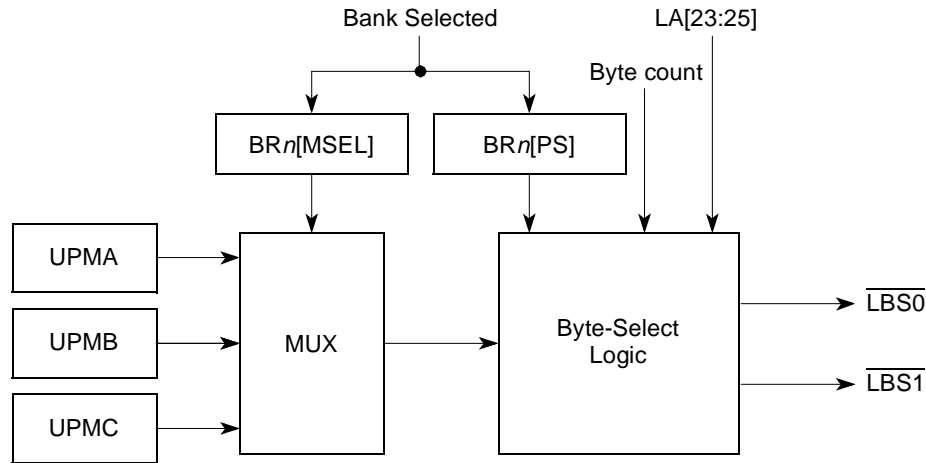 Bank Selected
LA[23:25]
Byte count
BRn[MSEL]
BRn[PS]
UPMA
UPMB
UPMC
MUX
Byte-Select
Logic
LBS0
LBS1